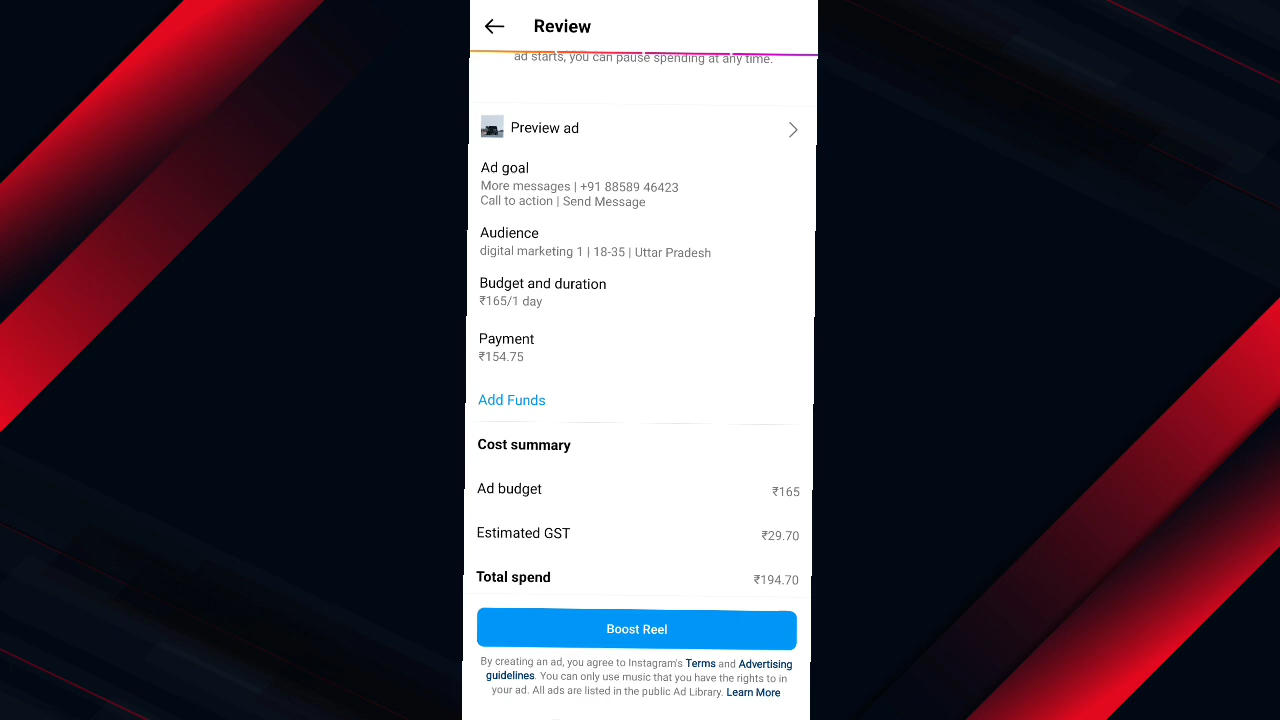 Review
ad starts, you can pause spending at any time.
Preview ad
Ad goal
More messages | +91 88589 46423
Call to action | Send Message
Audience
digital marketing 1 | 18-35 | Uttar Pradesh
Budget and duration
₹165/1 day
Payment
₹154.75
Add Funds
Cost summary
Ad budget ₹165
Estimated GST ₹29.70
Total spend ₹194.70
Boost Reel
By creating an ad, you agree to Instagram's Terms and Advertising
guidelines. You can only use music that you have the rights to in
your ad. All ads are listed in the public Ad Library. Learn More